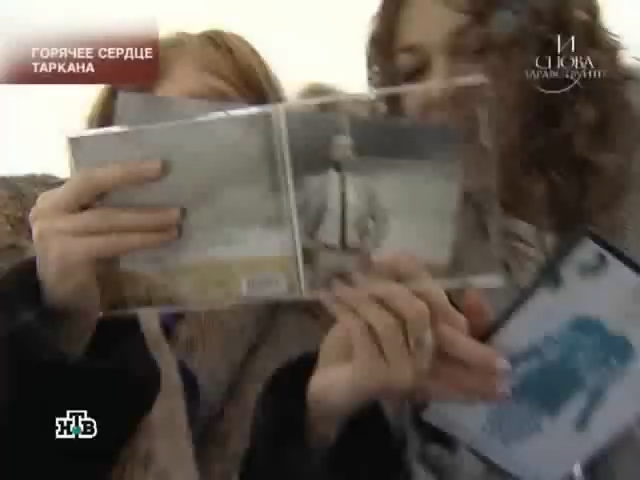 ГОРЯЧЕЕ СЕРДЦЕ
ТАРКАНА
И
СНОВА
ЗДРАВСТВУЙТЕ
НТВ